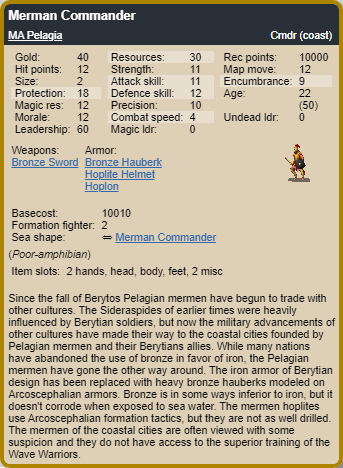 Merman Commander
MA Pelagia Cmdr (coast)
Gold: 40 Resources: 30 Rec points: 10000
Hit points: 12 Strength: 11 Map move: 12
Size: 2 Attack skill: 11 Encumbrance: 9
Protection: 18 Defence skill: 12 Age: 22
Magic res: 12 Precision: 10 (50)
Morale: 12 Combat speed: 4 Undead ldr: 0
Leadership: 60 Magic ldr: 0
Weapons: Armor:
Bronze Sword Bronze Hauberk
Hoplite Helmet
Hoplon
Basecost: 10010
Formation fighter: 2
Sea shape: ⇔ Merman Commander
(Poor-amphibian)
Item slots: 2 hands, head, body, feet, 2 misc
Since the fall of Berytos Pelagian mermen have begun to trade with
other cultures. The Sideraspides of earlier times were heavily
influenced by Berytian soldiers, but now the military advancements of
other cultures have made their way to the coastal cities founded by
Pelagian mermen and their Berytians allies. While many nations
have abandoned the use of bronze in favor of iron, the Pelagian
mermen have gone the other way around. The iron armor of Berytian
design has been replaced with heavy bronze hauberks modeled on
Arcoscephalian armors. Bronze is in some ways inferior to iron, but it
doesn't corrode when exposed to sea water. The mermen hoplites
use Arcoscephalian formation tactics, but they are not as well drilled.
The mermen of the coastal cities are often viewed with some
suspicion and they do not have access to the superior training of the
Wave Warriors.